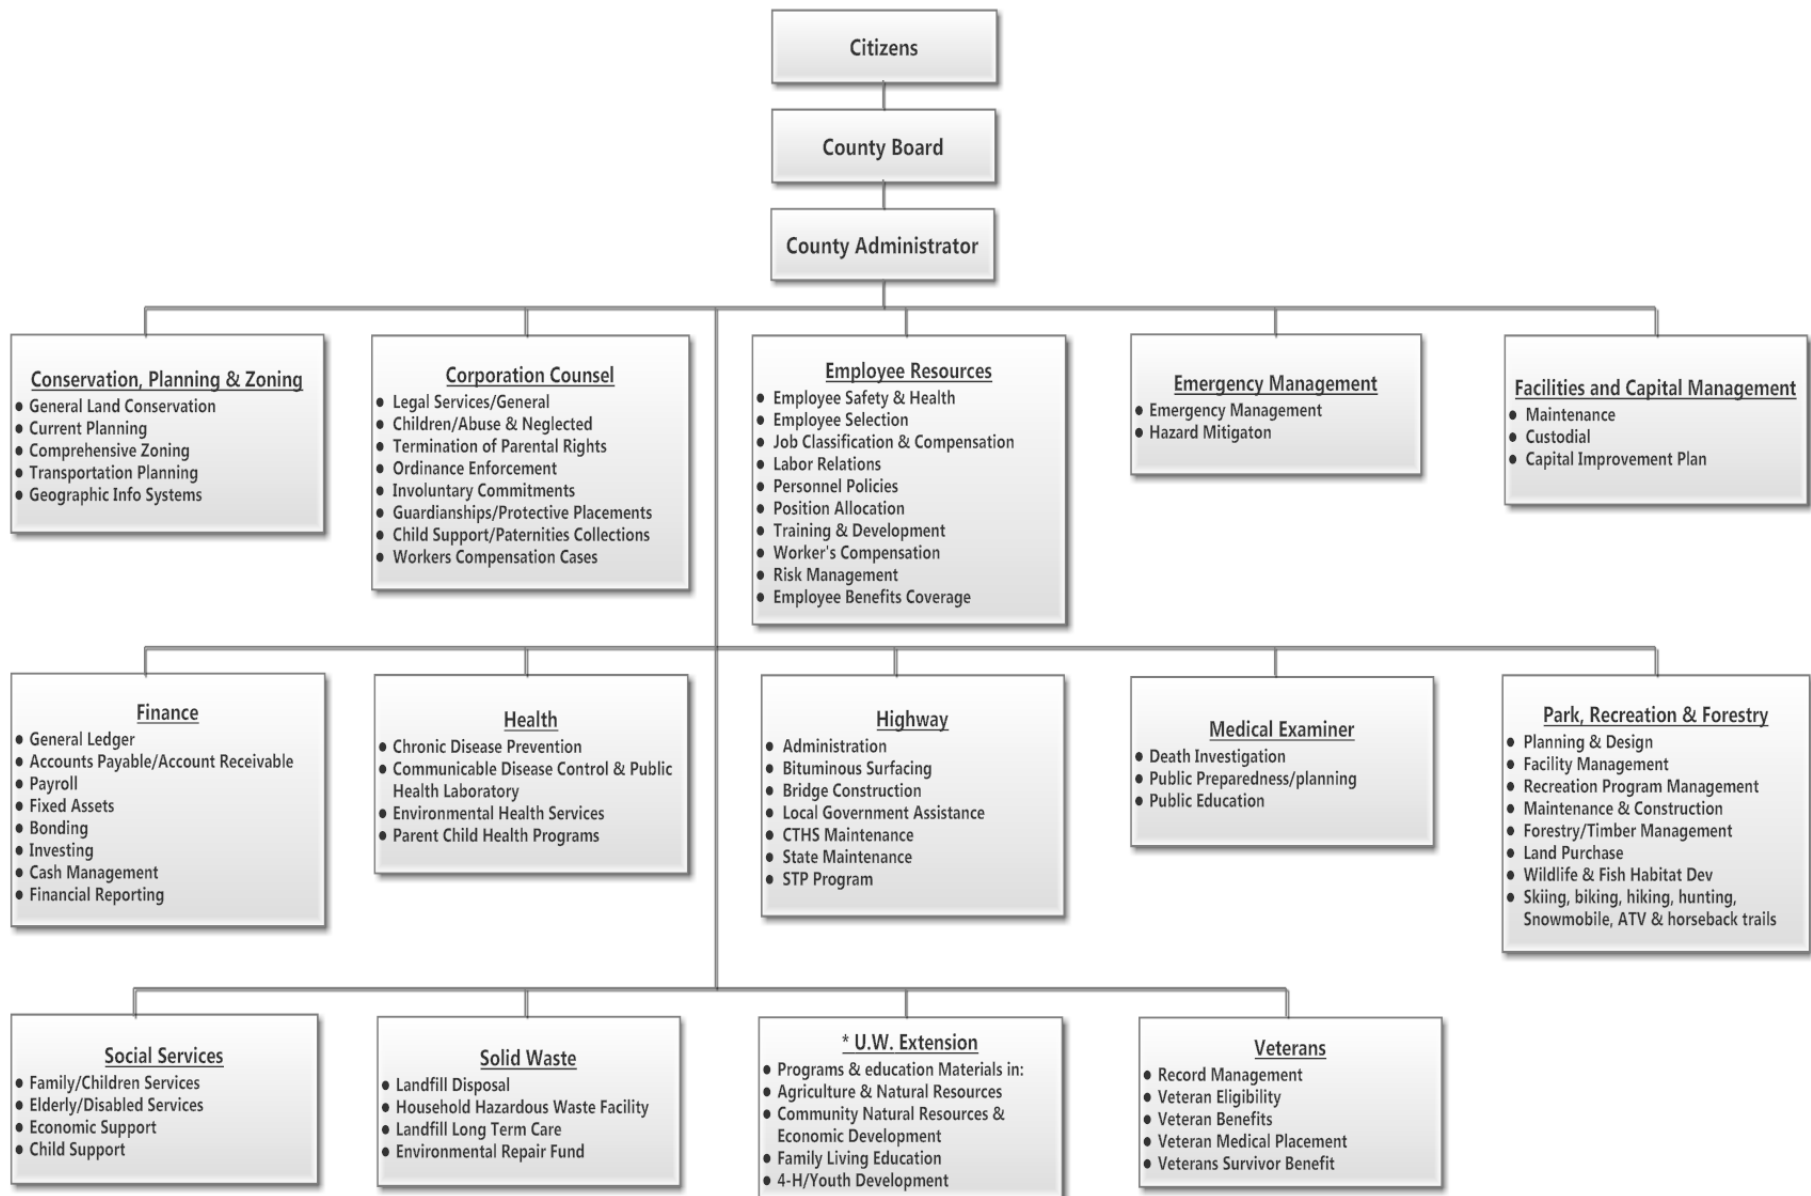 Citizens
County Board
County Administrator
Conservation, Planning & Zoning
● General Land Conservation
● Current Planning
● Comprehensive Zoning
● Transportation Planning
● Geographic Info Systems
Corporation Counsel
● Legal Services/General
● Children/Abuse & Neglected
● Termination of Parental Rights
● Ordinance Enforcement
● Involuntary Commitments
● Guardianships/Protective Placements
● Child Support/Paternities Collections
● Workers Compensation Cases
Employee Resources
● Employee Safety & Health
● Employee Selection
● Job Classification & Compensation
● Labor Relations
● Personnel Policies
● Position Allocation
● Training & Development
● Worker's Compensation
● Risk Management
● Employee Benefits Coverage
Emergency Management
● Emergency Management
● Hazard Mitigaton
Facilities and Capital Management
● Maintenance
● Custodial
● Capital Improvement Plan
Finance
● General Ledger
● Accounts Payable/Account Receivable
● Payroll
● Fixed Assets
● Bonding
● Investing
● Cash Management
● Financial Reporting
Health
● Chronic Disease Prevention
● Communicable Disease Control & Public
Health Laboratory
● Environmental Health Services
● Parent Child Health Programs
Highway
● Administration
● Bituminous Surfacing
● Bridge Construction
● Local Government Assistance
● CTHS Maintenance
● State Maintenance
● STP Program
Medical Examiner
● Death Investigation
● Public Preparedness/planning
● Public Education
Park, Recreation & Forestry
● Planning & Design
● Facility Management
● Recreation Program Management
● Maintenance & Construction
● Forestry/Timber Management
● Land Purchase
● Wildlife & Fish Habitat Dev
● Skiing, biking, hiking, hunting,
Snowmobile, ATV & horseback trails
Social Services
● Family/Children Services
● Elderly/Disabled Services
● Economic Support
● Child Support
Solid Waste
● Landfill Disposal
● Household Hazardous Waste Facility
● Landfill Long Term Care
● Environmental Repair Fund
* U.W. Extension
● Programs & education Materials in:
● Agriculture & Natural Resources
● Community Natural Resources &
Economic Development
● Family Living Education
● 4-H/Youth Development
Veterans
● Record Management
● Veteran Eligibility
● Veteran Benefits
● Veteran Medical Placement
● Veterans Survivor Benefit